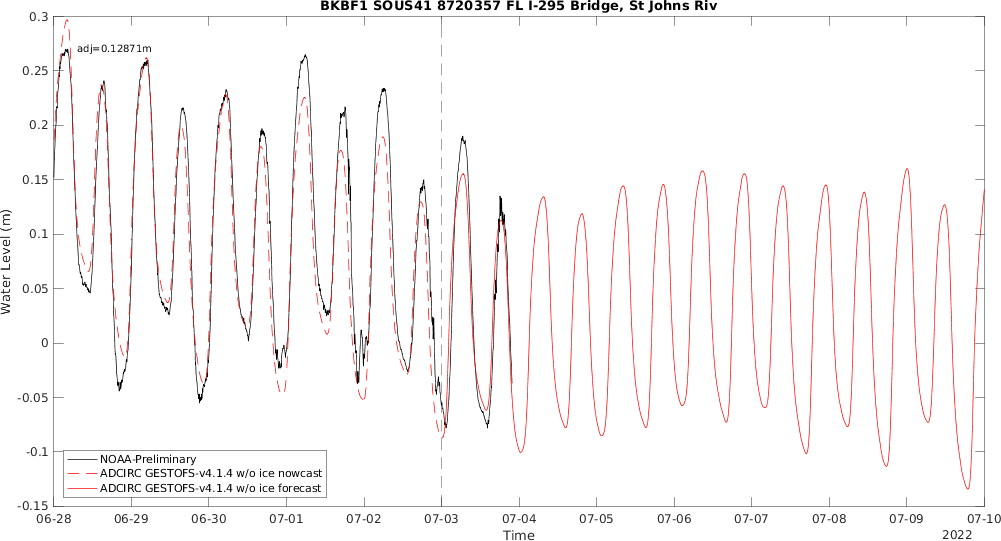 BKBF1 SOUS41 8720357 FL I-295 Bridge, St Johns Riv
adj=0.12871m
0.3
0.25
0.2
0.15
0.1
0.05
0
-0.05
-0.1
-0.15
Water Level (m)
NOAA-Preliminary
ADCIRC GESTOFS-v4.1.4 w/o ice nowcast
ADCIRC GESTOFS-v4.1.4 w/o ice forecast
06-28 06-29 06-30 07-01 07-02 07-03 07-04 07-05 07-06 07-07 07-08 07-09 07-10
Time
2022